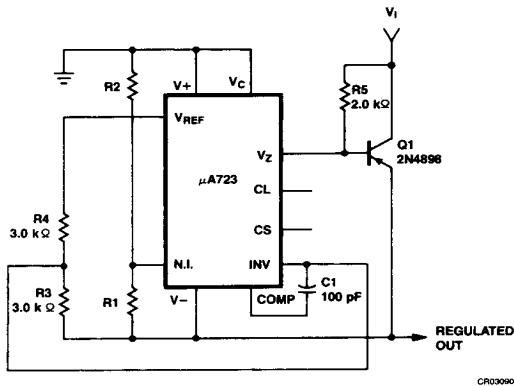 VI
R2
V+
VC
R5
2.0 kΩ
VREF
Q1
2N4898
VZ
μA723
CL
R4
3.0 kΩ
CS
N.I.
INV
R3
3.0 kΩ
R1
V−
COMP
C1
100 pF
REGULATED
OUT
CR03090